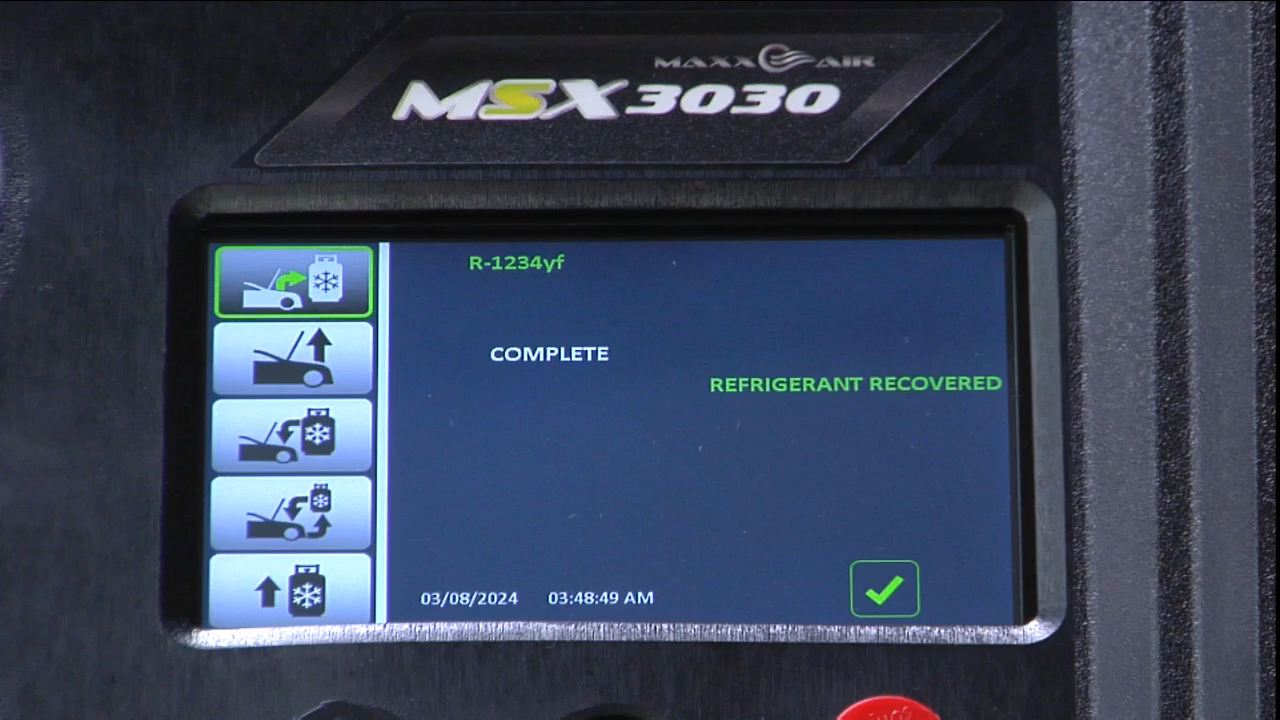 MAXX AIR
MSX3030
R-1234yf
COMPLETE
REFRIGERANT RECOVERED
03/08/2024 03:48:49 AM